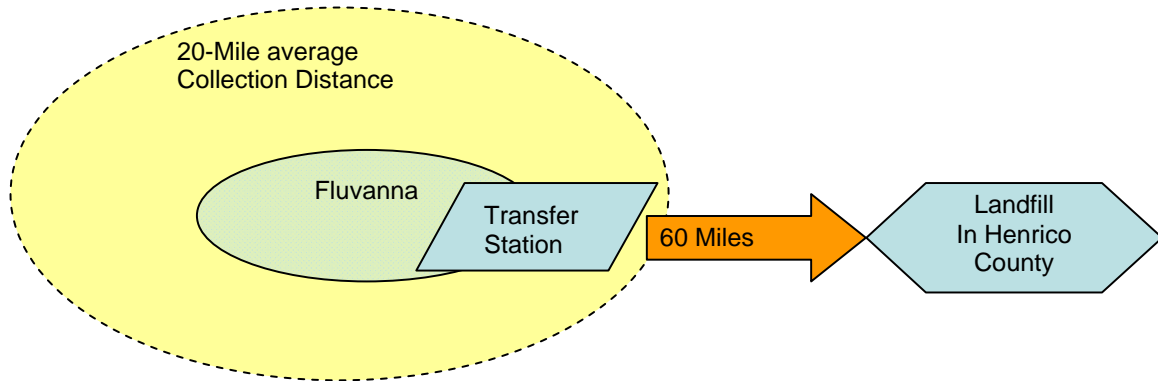 20-Mile average
Collection Distance
Fluvanna
Transfer
Station
60 Miles
Landfill
In Henrico
County